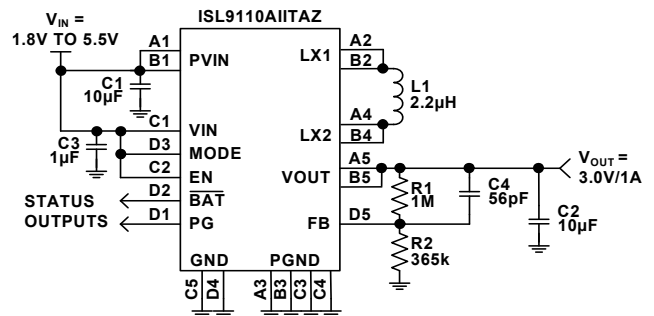 ISL9110AIITAZ
V_IN =
1.8V TO 5.5V
A1
B1
PVIN
LX1
A2
B2
C1
10µF
L1
2.2µH
A4
B4
LX2
C1
VIN
C3
1µF
D3
MODE
C2
EN
A5
B5
VOUT
V_OUT =
3.0V/1A
R1
1M
C4
56pF
STATUS
OUTPUTS
D2
BAT
D1
PG
FB
D5
C2
10µF
R2
365k
GND
PGND
C5
D4
A3
B3
C3
C4